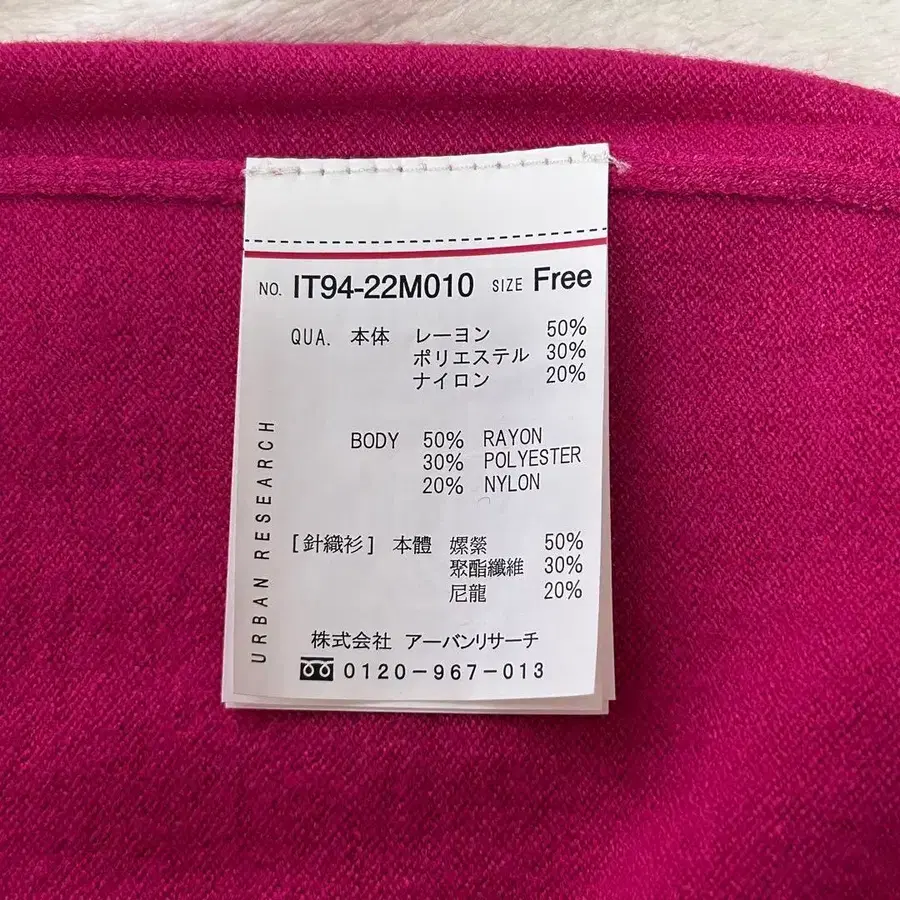 NO. IT94-22M010 SIZE Free
QUA. 本体 レーヨン 50%
ポリエステル 30%
ナイロン 20%
BODY 50% RAYON
30% POLYESTER
20% NYLON
[針織衫] 本體 嫘縈 50%
聚酯纖維 30%
尼龍 20%
株式会社 アーバンリサーチ
0120-967-013
URBAN RESEARCH